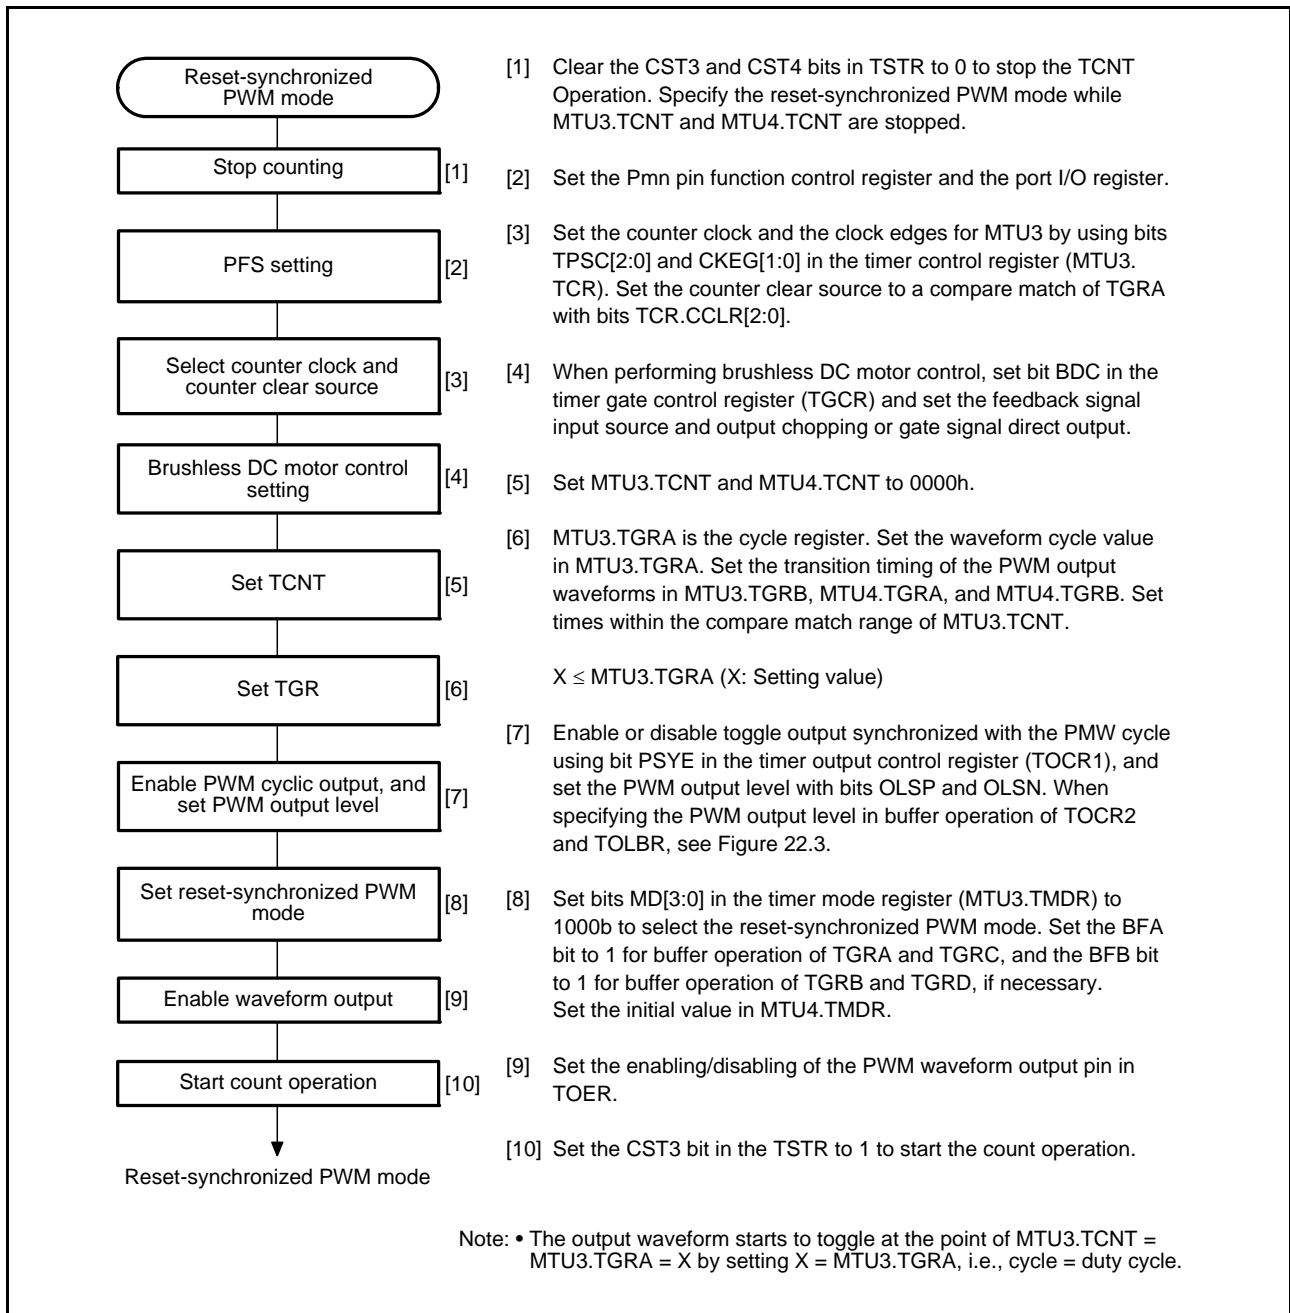 Reset-synchronized
PWM mode
Stop counting
[1]
PFS setting
[2]
Select counter clock and
counter clear source
[3]
Brushless DC motor control
setting
[4]
Set TCNT
[5]
Set TGR
[6]
Enable PWM cyclic output, and
set PWM output level
[7]
Set reset-synchronized PWM
mode
[8]
Enable waveform output
[9]
Start count operation
[10]
Reset-synchronized PWM mode
[1] Clear the CST3 and CST4 bits in TSTR to 0 to stop the TCNT
Operation. Specify the reset-synchronized PWM mode while
MTU3.TCNT and MTU4.TCNT are stopped.
[2] Set the Pmn pin function control register and the port I/O register.
[3] Set the counter clock and the clock edges for MTU3 by using bits
TPSC[2:0] and CKEG[1:0] in the timer control register (MTU3.
TCR). Set the counter clear source to a compare match of TGRA
with bits TCR.CCLR[2:0].
[4] When performing brushless DC motor control, set bit BDC in the
timer gate control register (TGCR) and set the feedback signal
input source and output chopping or gate signal direct output.
[5] Set MTU3.TCNT and MTU4.TCNT to 0000h.
[6] MTU3.TGRA is the cycle register. Set the waveform cycle value
in MTU3.TGRA. Set the transition timing of the PWM output
waveforms in MTU3.TGRB, MTU4.TGRA, and MTU4.TGRB. Set
times within the compare match range of MTU3.TCNT.
X ≤ MTU3.TGRA (X: Setting value)
[7] Enable or disable toggle output synchronized with the PMW cycle
using bit PSYE in the timer output control register (TOCR1), and
set the PWM output level with bits OLSP and OLSN. When
specifying the PWM output level in buffer operation of TOCR2
and TOLBR, see Figure 22.3.
[8] Set bits MD[3:0] in the timer mode register (MTU3.TMDR) to
1000b to select the reset-synchronized PWM mode. Set the BFA
bit to 1 for buffer operation of TGRA and TGRC, and the BFB bit
to 1 for buffer operation of TGRB and TGRD, if necessary.
Set the initial value in MTU4.TMDR.
[9] Set the enabling/disabling of the PWM waveform output pin in
TOER.
[10] Set the CST3 bit in the TSTR to 1 to start the count operation.
Note: • The output waveform starts to toggle at the point of MTU3.TCNT =
MTU3.TGRA = X by setting X = MTU3.TGRA, i.e., cycle = duty cycle.